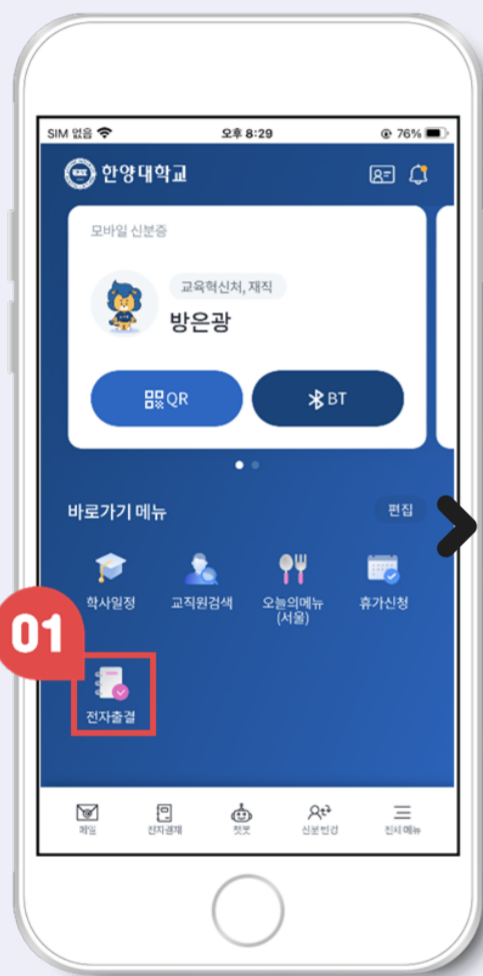 SIM 없음 오후 8:29 76%
한양대학교
모바일 신분증
교육혁신처, 재직
방은광
QR BT
바로가기 메뉴 편집
학사일정 교직원검색 오늘의메뉴 휴가신청
(서울)
01
전자출결
메일 전자결재 챗봇 신분변경 전체메뉴